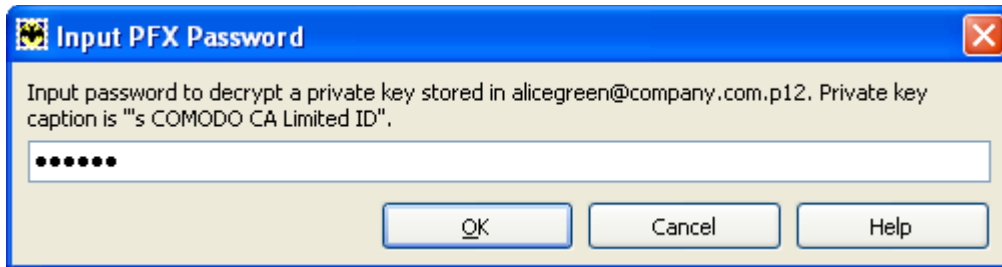 Input PFX Password
Input password to decrypt a private key stored in alicegreen@company.com.p12. Private key
caption is "'s COMODO CA Limited ID".
●●●●●●
OK Cancel Help